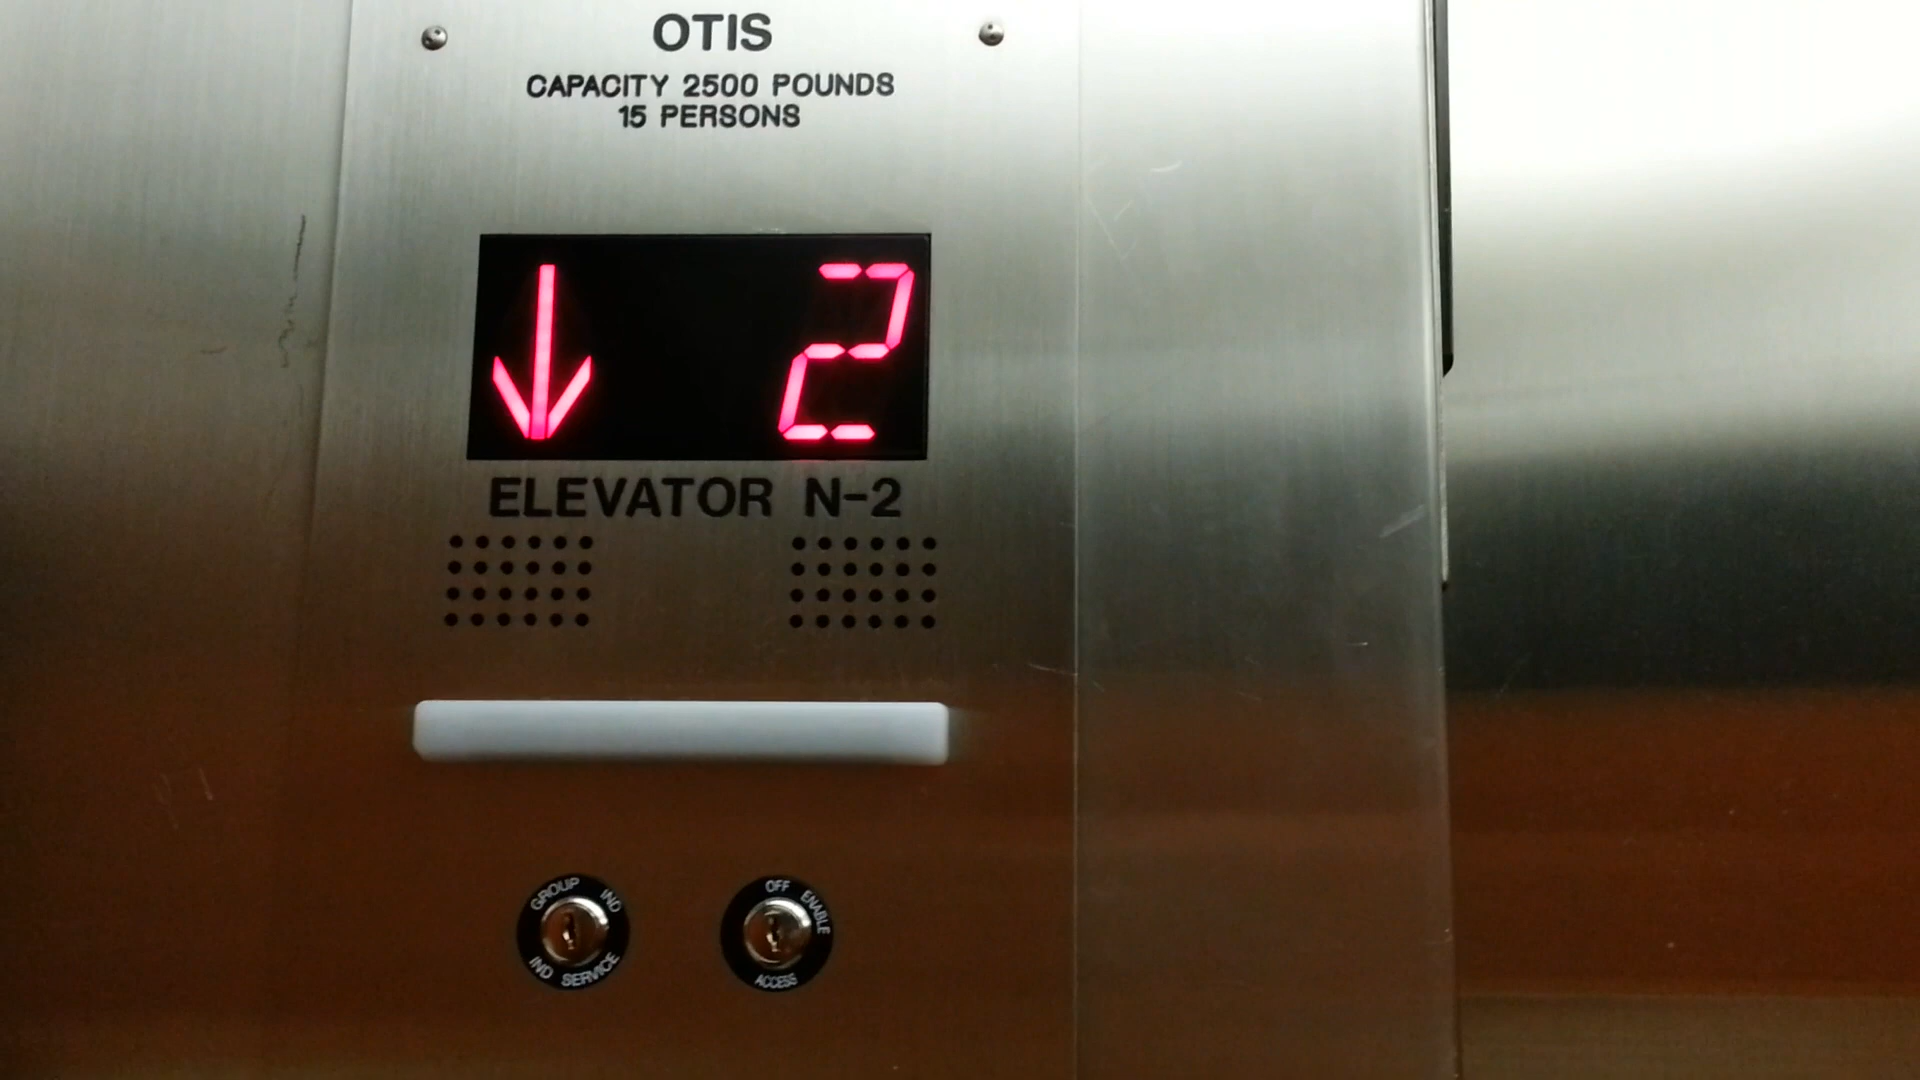 OTIS
CAPACITY 2500 POUNDS
15 PERSONS
2
ELEVATOR N-2
GROUP IND
IND SERVICE
OFF ENABLE
ACCESS